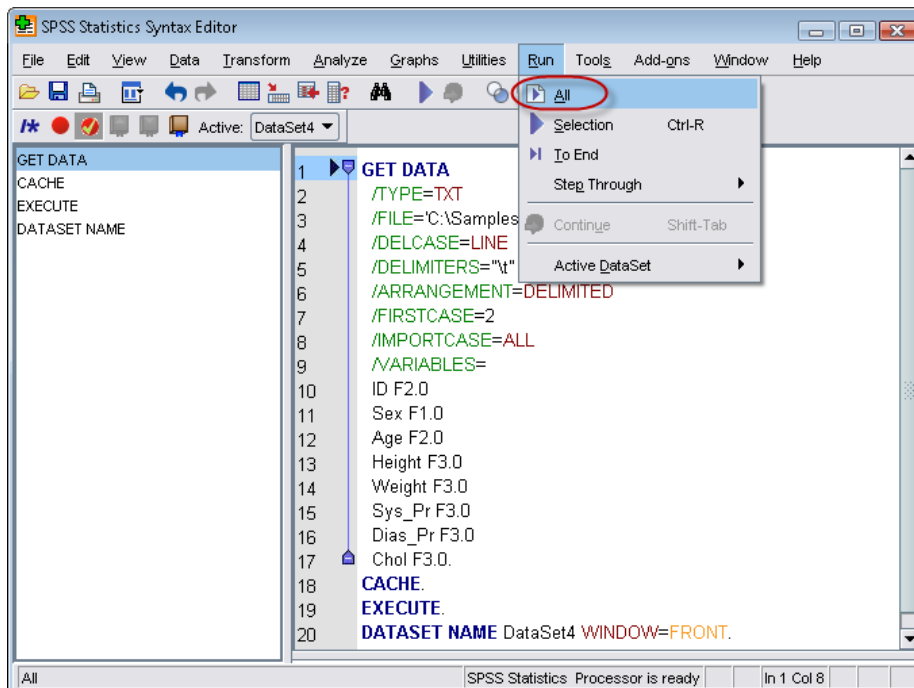 SPSS Statistics Syntax Editor
File Edit View Data Transform Analyze Graphs Utilities Run Tools Add-ons Window Help
All
Selection Ctrl-R
To End
Step Through
Continue Shift-Tab
Active DataSet
Active: DataSet4
GET DATA
CACHE
EXECUTE
DATASET NAME
1 GET DATA
2 /TYPE=TXT
3 /FILE='C:\Samples
4 /DELCASE=LINE
5 /DELIMITERS="\t"
6 /ARRANGEMENT=DELIMITED
7 /FIRSTCASE=2
8 /IMPORTCASE=ALL
9 /VARIABLES=
10 ID F2.0
11 Sex F1.0
12 Age F2.0
13 Height F3.0
14 Weight F3.0
15 Sys_Pr F3.0
16 Dias_Pr F3.0
17 Chol F3.0.
18 CACHE.
19 EXECUTE.
20 DATASET NAME DataSet4 WINDOW=FRONT.
All SPSS Statistics Processor is ready In 1 Col 8